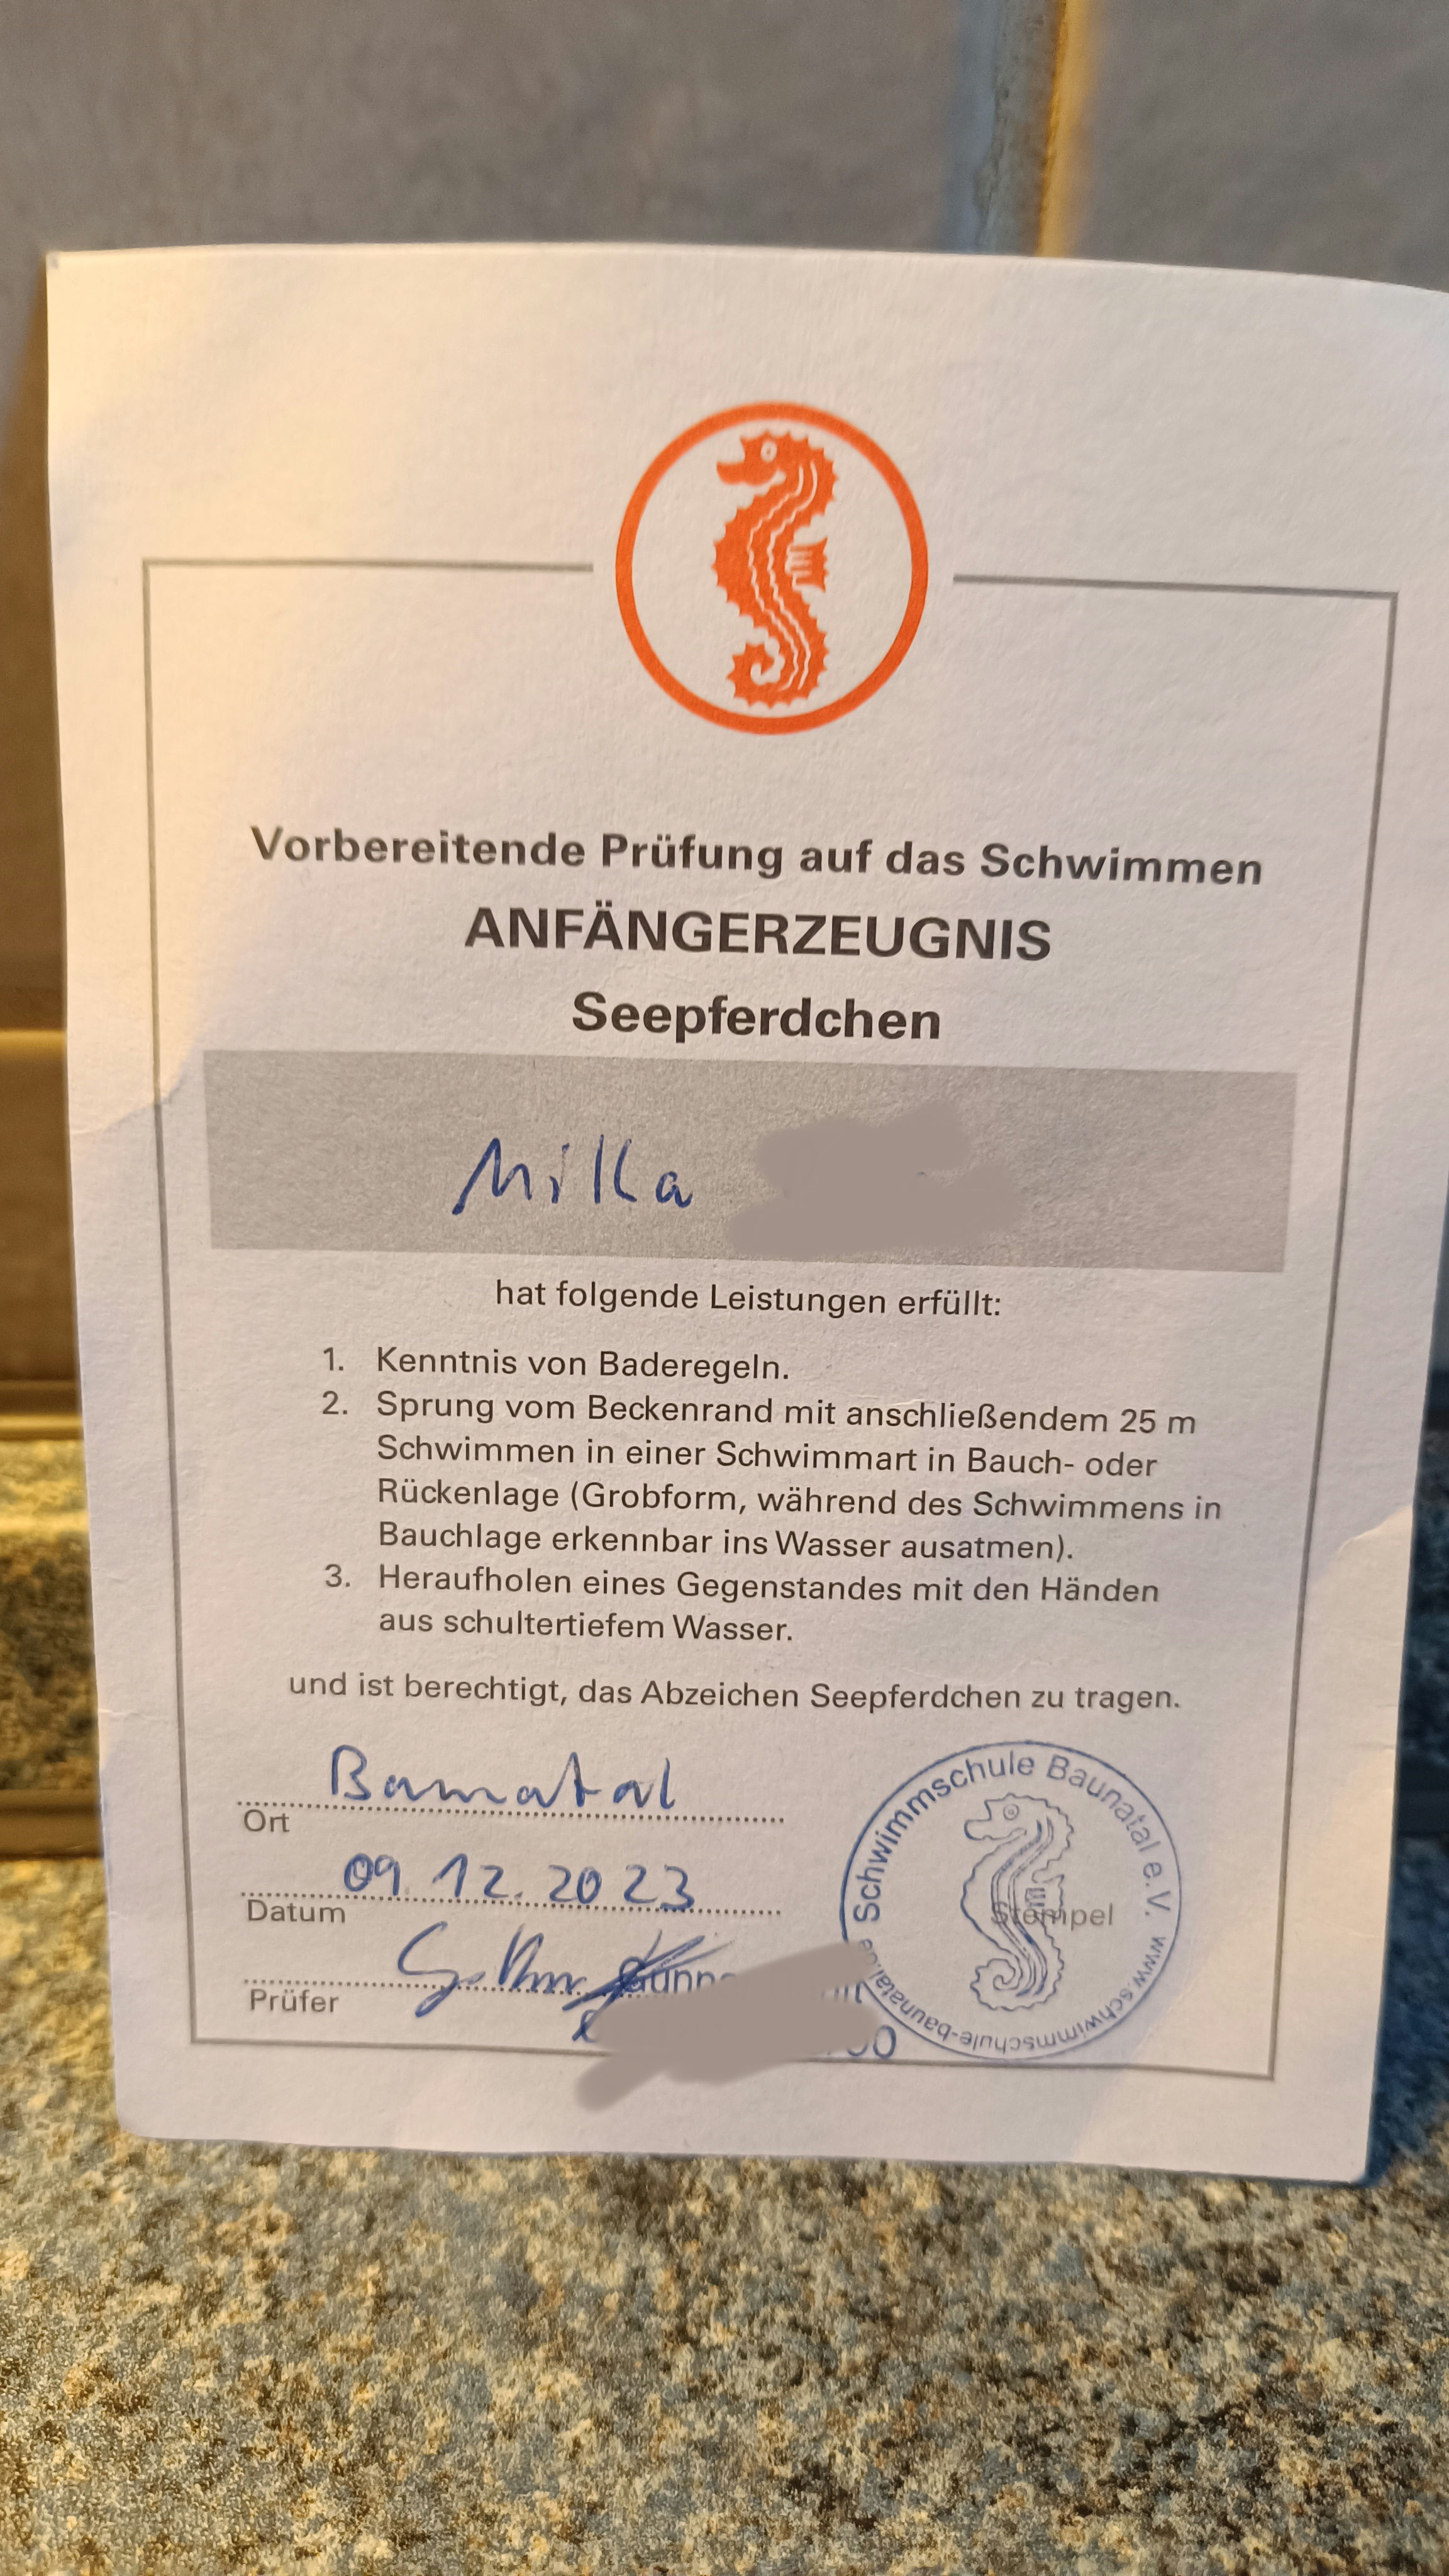 Vorbereitende Prüfung auf das Schwimmen
ANFÄNGERZEUGNIS
Seepferdchen
Milka
hat folgende Leistungen erfüllt:
1. Kenntnis von Baderegeln.
2. Sprung vom Beckenrand mit anschließendem 25 m
Schwimmen in einer Schwimmart in Bauch- oder
Rückenlage (Grobform, während des Schwimmens in
Bauchlage erkennbar ins Wasser ausatmen).
3. Heraufholen eines Gegenstandes mit den Händen
aus schultertiefem Wasser.
und ist berechtigt, das Abzeichen Seepferdchen zu tragen.
Baunatal
Ort
09.12.2023
Datum
Prüfer
Schwimmschule Baunatal e.V. www.schwimmschule-baunatal.de
Stempel